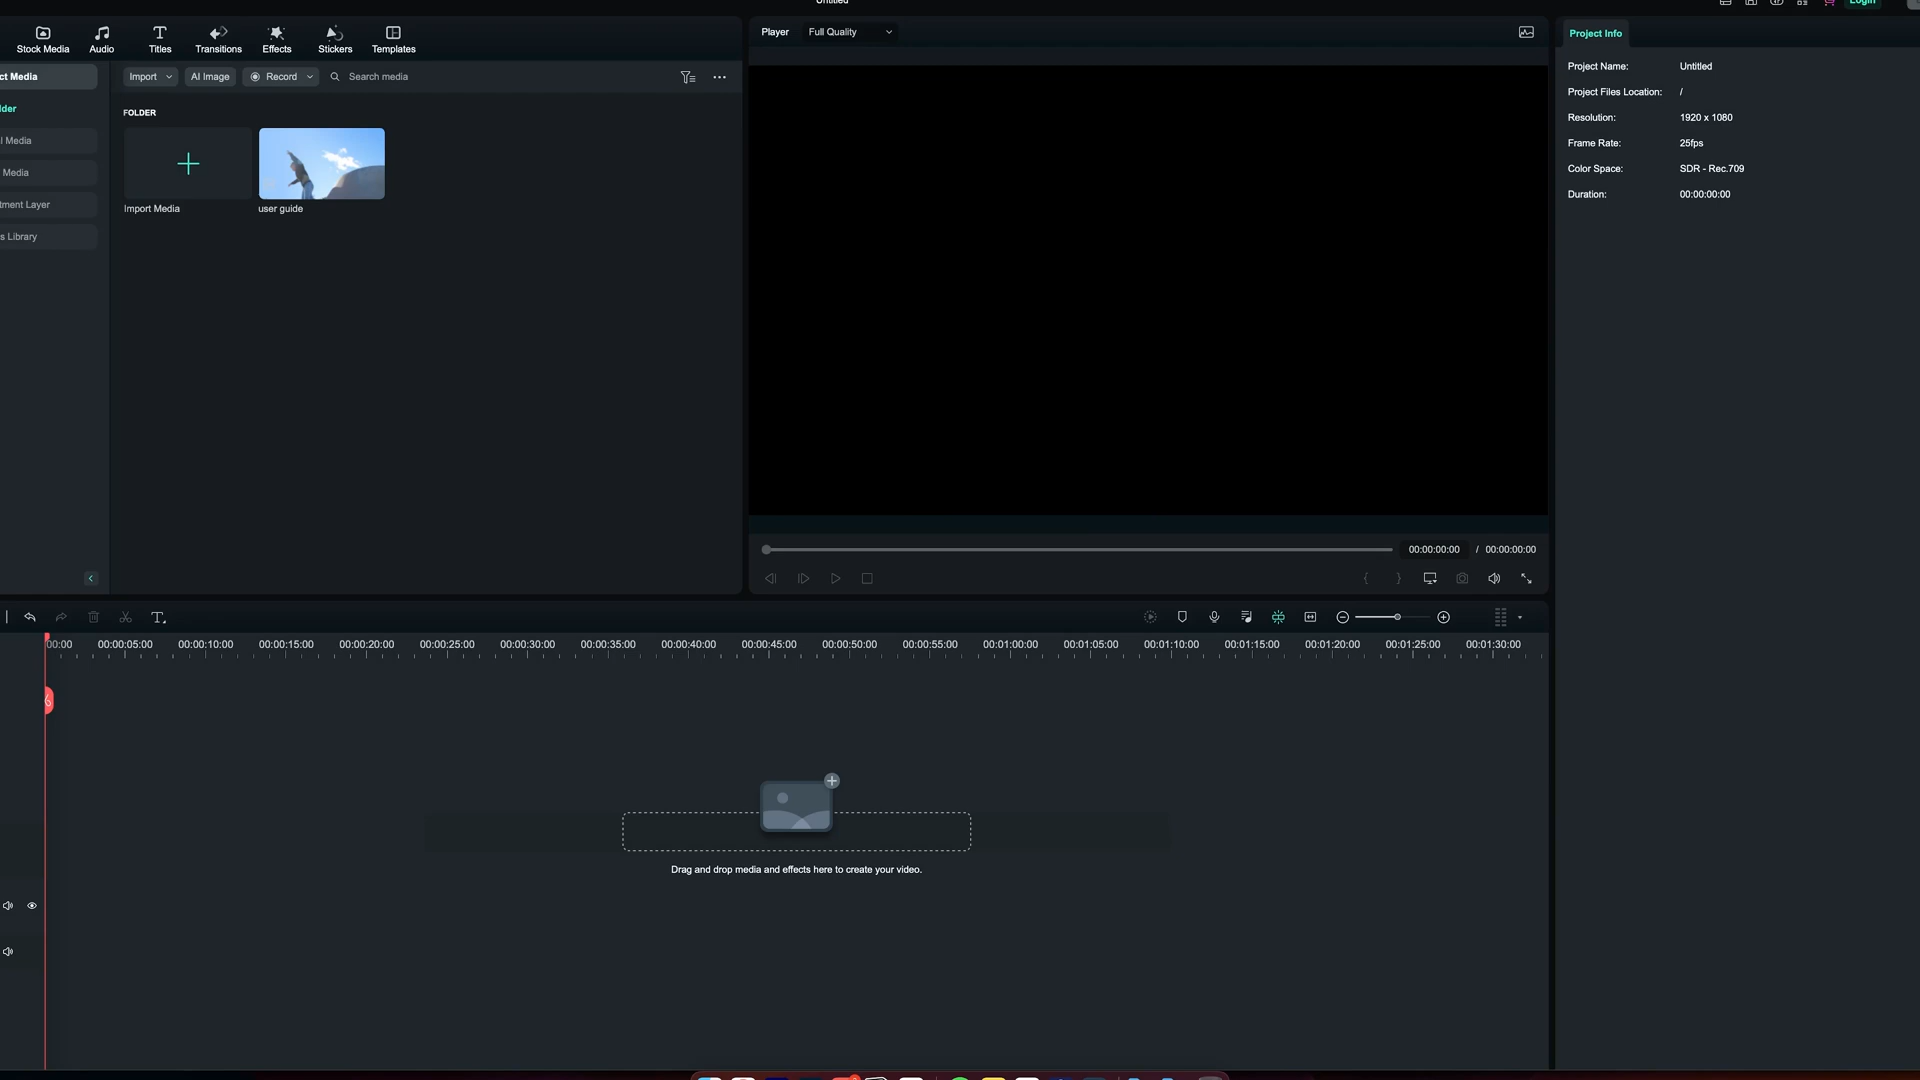 Untitled
Login
Stock Media
Audio
Titles
Transitions
Effects
Stickers
Templates
Player
Full Quality
Project Info
ct Media
Import
AI Image
Record
Search media
Project Name:
Untitled
Project Files Location:
/
Resolution:
1920 x 1080
Frame Rate:
25fps
Color Space:
SDR - Rec.709
Duration:
00:00:00:00
lder
l Media
Media
tment Layer
s Library
FOLDER
Import Media
user guide
00:00:00:00 / 00:00:00:00
00:00
00:00:05:00
00:00:10:00
00:00:15:00
00:00:20:00
00:00:25:00
00:00:30:00
00:00:35:00
00:00:40:00
00:00:45:00
00:00:50:00
00:00:55:00
00:01:00:00
00:01:05:00
00:01:10:00
00:01:15:00
00:01:20:00
00:01:25:00
00:01:30:00
Drag and drop media and effects here to create your video.